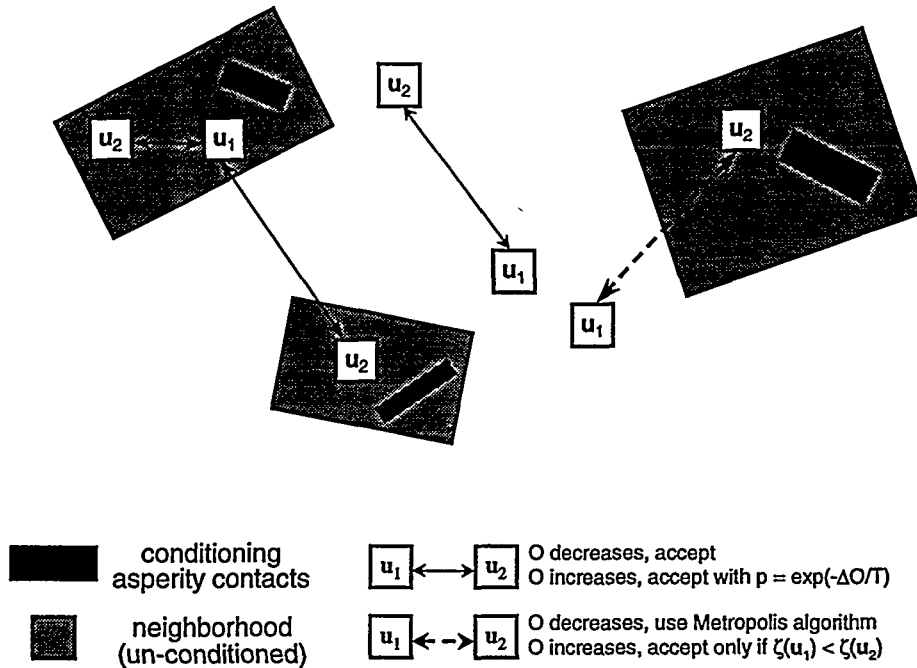 u₂
u₂
u₁
u₂
u₁
u₁
u₂
conditioning
asperity contacts
u₁ u₂
O decreases, accept
O increases, accept with p = exp(-ΔO/T)
neighborhood
(un-conditioned)
u₁ u₂
O decreases, use Metropolis algorithm
O increases, accept only if ζ(u₁) < ζ(u₂)